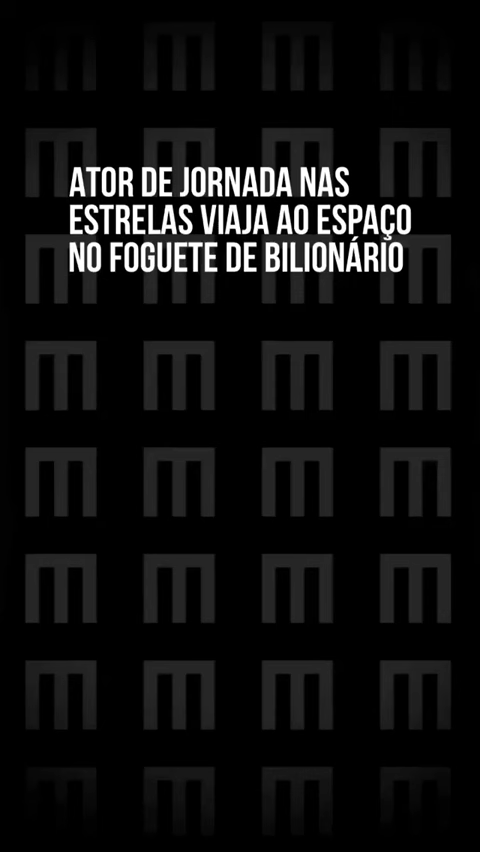 ATOR DE JORNADA NAS
ESTRELAS VIAJA AO ESPAÇO
NO FOGUETE DE BILIONÁRIO